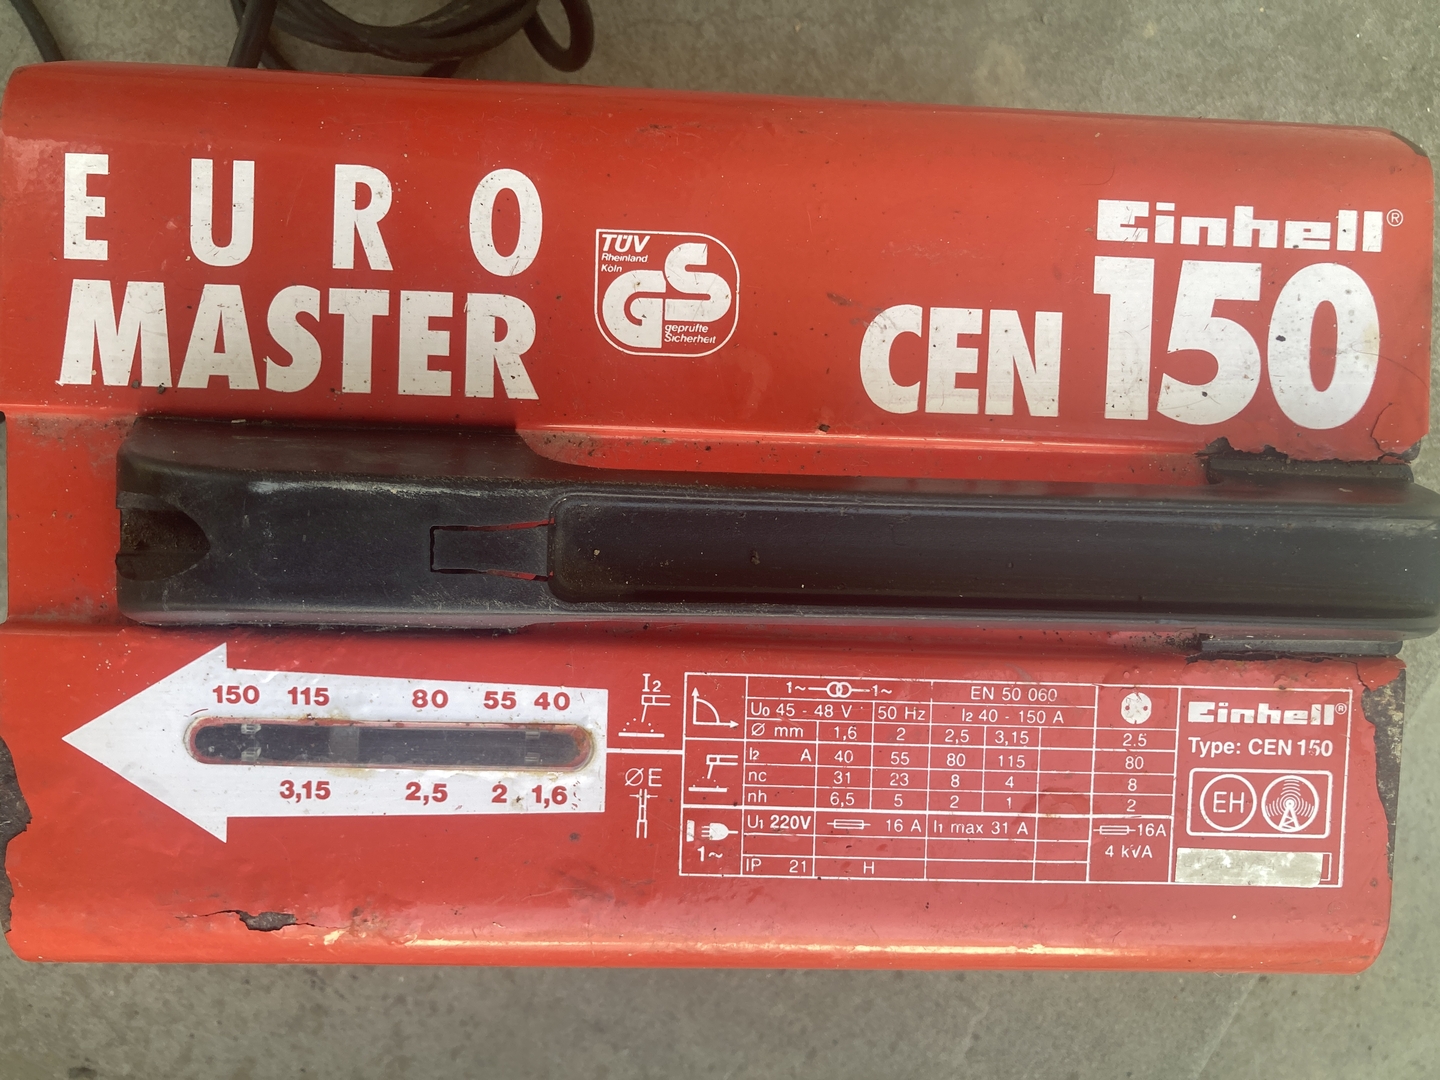 EURO
MASTER
TÜV
Rheinland
Köln
GS
geprüfte
Sicherheit
Einhell®
CEN 150
150 115 80 55 40
3,15 2,5 2 1,6
I2
ØE
1~ 1~ EN 50 060
U0 45 - 48 V 50 Hz I2 40 - 150 A
Ø mm 1,6 2 2,5 3,15 2.5
I2 A 40 55 80 115 80
nc 31 23 8 4 8
nh 6,5 5 2 1 2
U1 220V 16 A I1 max 31 A 16A
1~ 4 kVA
IP 21 H
Einhell®
Type: CEN 150
EH